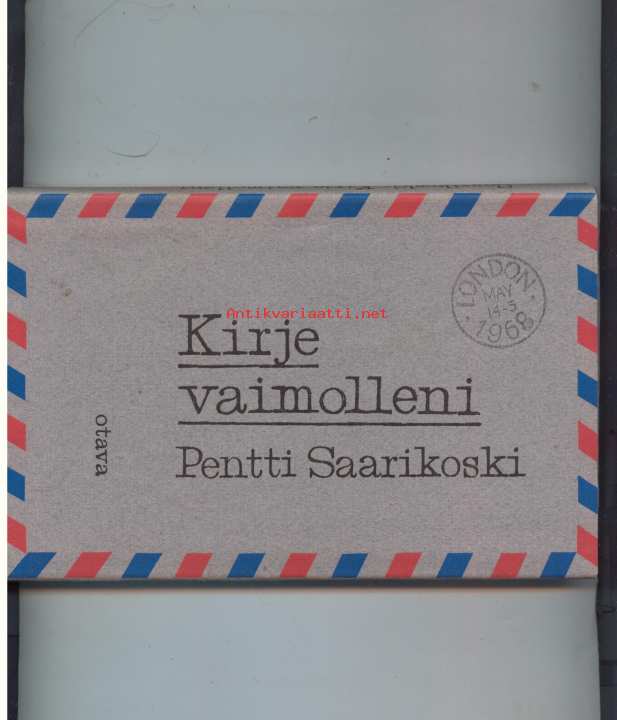 LONDON
MAY
14-5
1968
Antikvariaatti.net
Kirje
vaimolleni
Pentti Saarikoski
otava